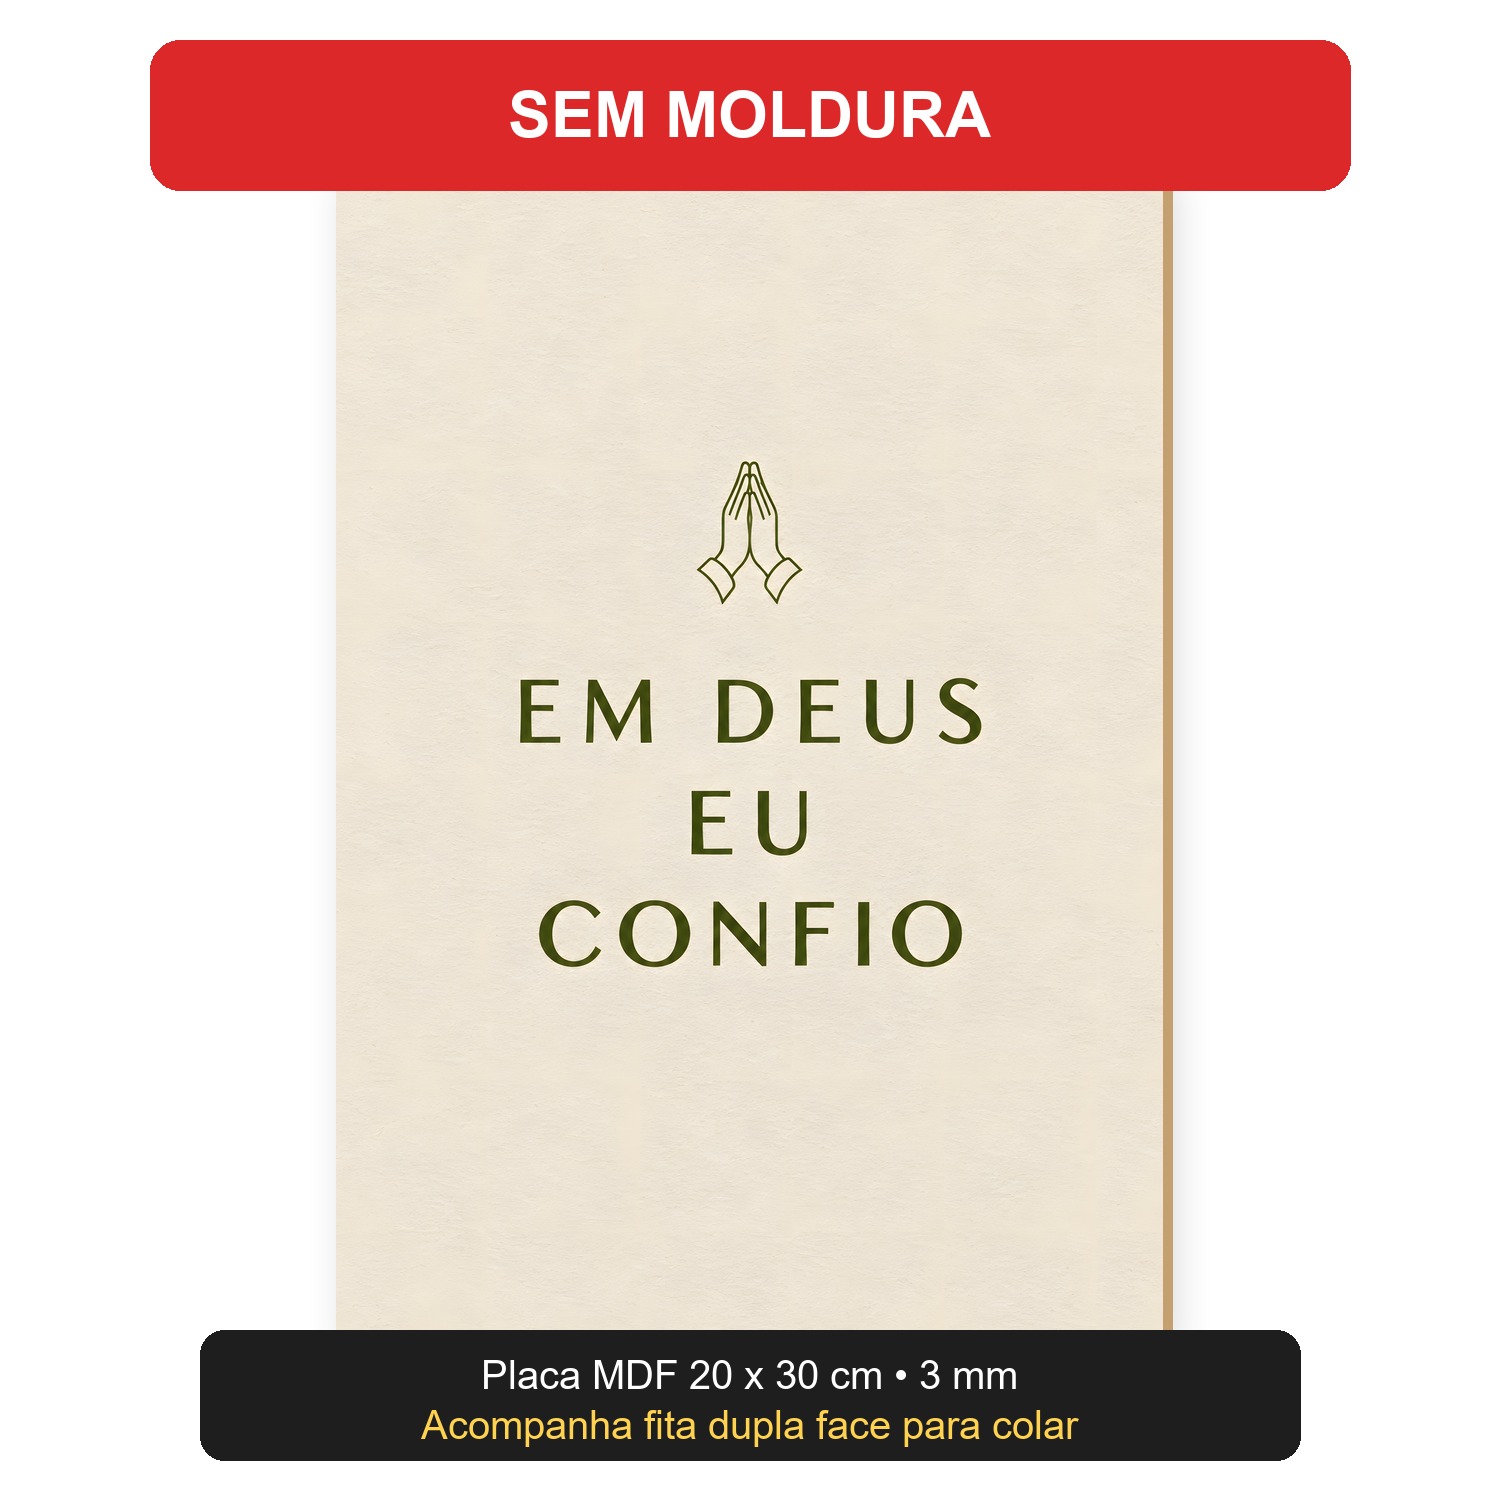 SEM MOLDURA
EM DEUS
EU
CONFIO
Placa MDF 20 x 30 cm • 3 mm
Acompanha fita dupla face para colar